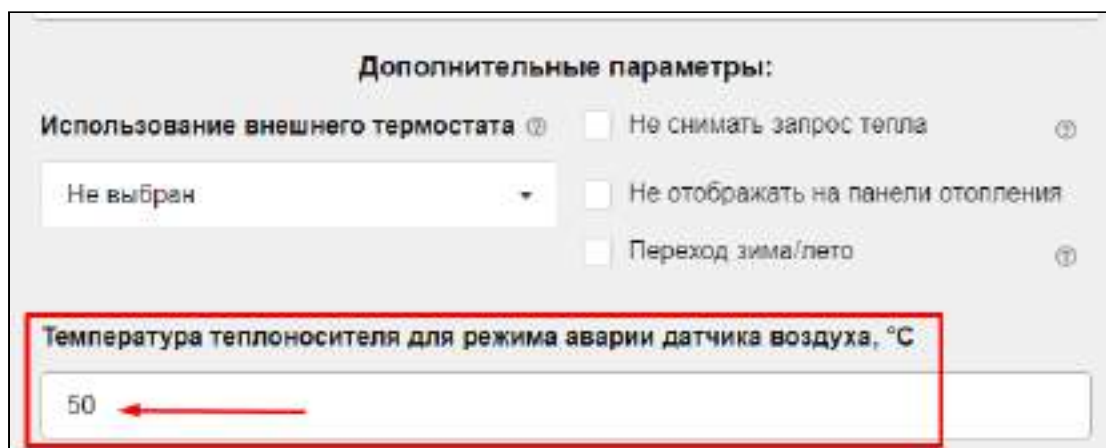 Дополнительные параметры:
Использование внешнего термостата
Не снимать запрос тепла
Не выбран
Не отображать на панели отопления
Переход зима/лето
Температура теплоносителя для режима аварии датчика воздуха, °C
50